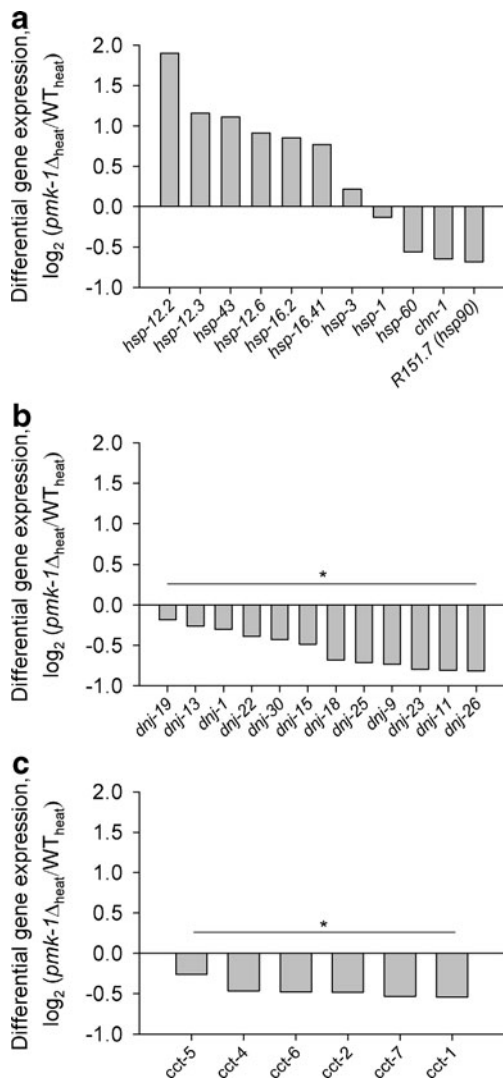 a
Differential gene expression,
log2 (pmk-1Δheat/WTheat)
2.0
1.5
1.0
0.5
0.0
-0.5
-1.0
hsp-12.2
hsp-12.3
hsp-43
hsp-12.6
hsp-16.2
hsp-16.41
hsp-3
hsp-1
hsp-60
chn-1
R151.7 (hsp90)
b
Differential gene expression,
log2 (pmk-1Δheat/WTheat)
2.0
1.5
1.0
0.5
0.0
-0.5
-1.0
*
dnj-19
dnj-13
dnj-1
dnj-22
dnj-30
dnj-15
dnj-18
dnj-25
dnj-9
dnj-23
dnj-11
dnj-26
c
Differential gene expression,
log2 (pmk-1Δheat/WTheat)
2.0
1.5
1.0
0.5
0.0
-0.5
-1.0
*
cct-5
cct-4
cct-6
cct-2
cct-7
cct-1